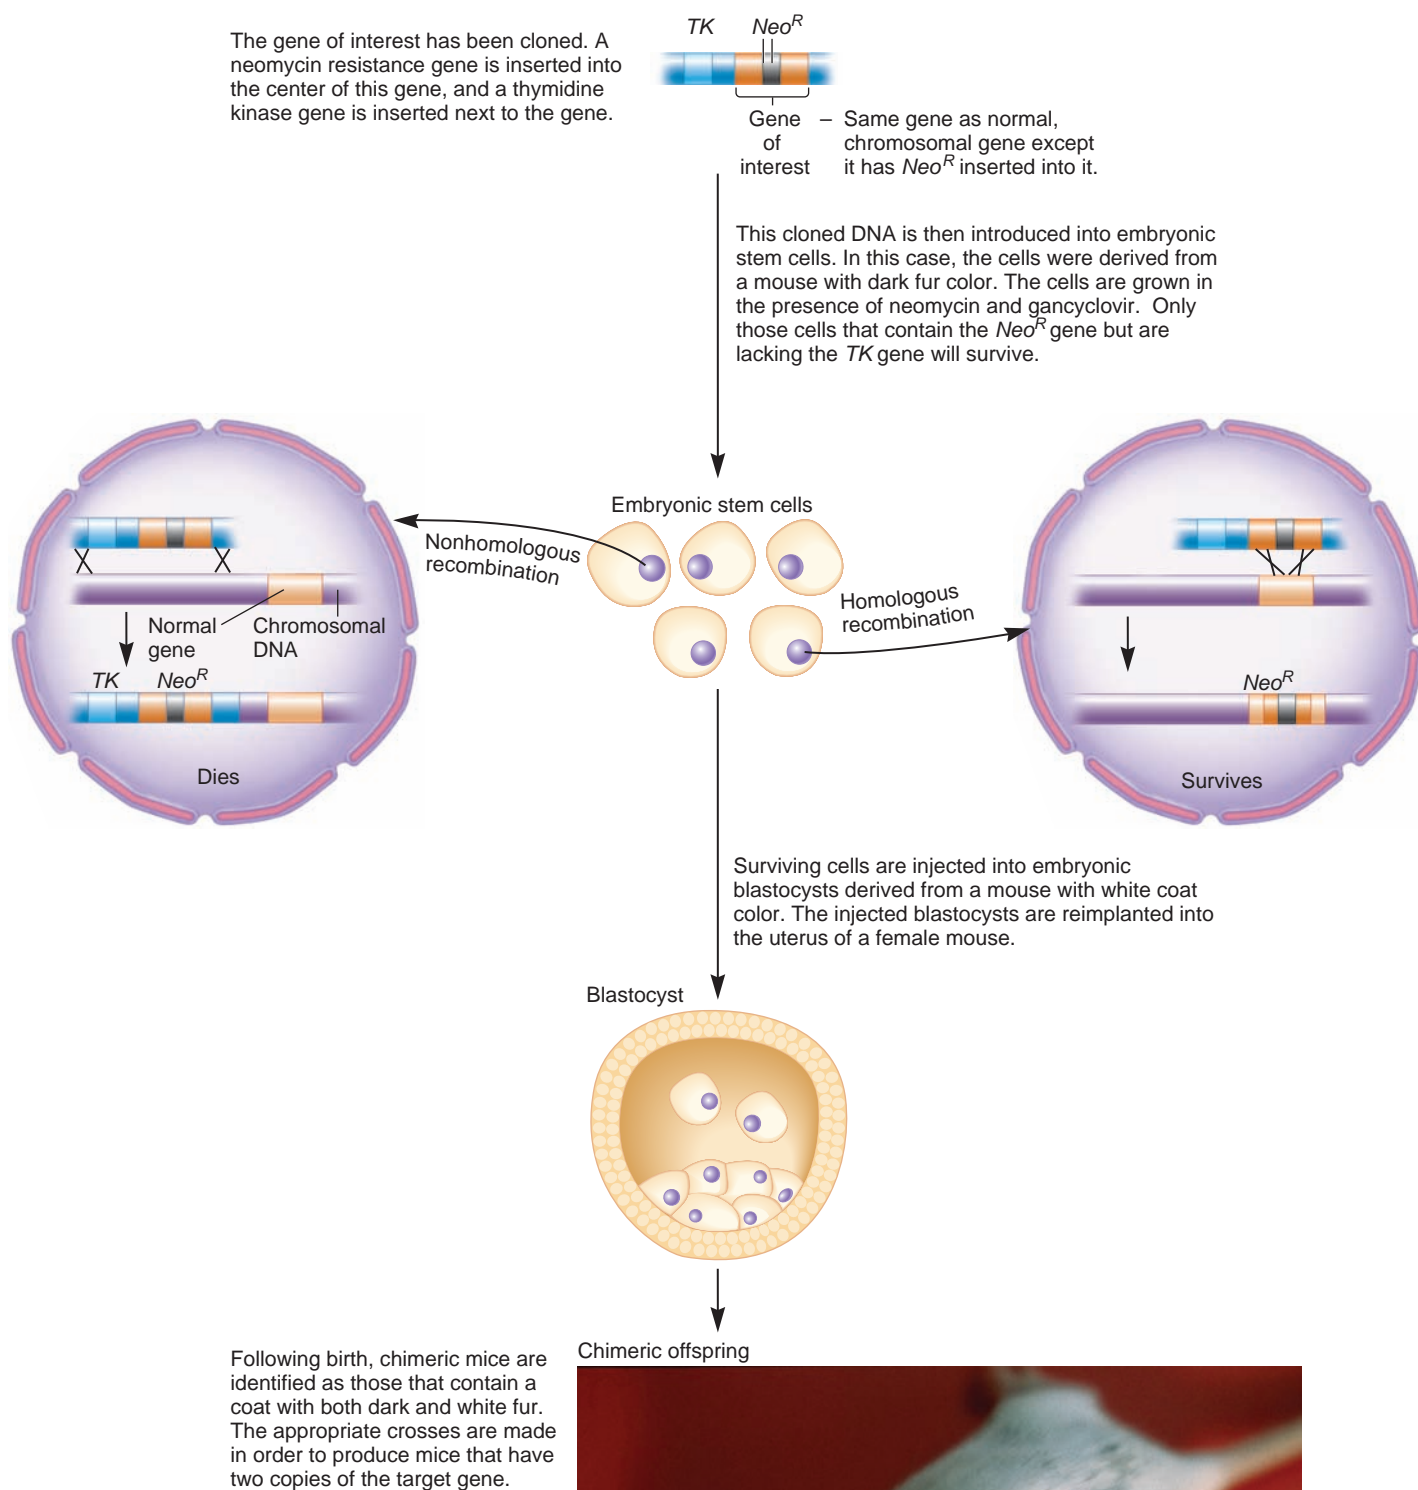 The gene of interest has been cloned. A
neomycin resistance gene is inserted into
the center of this gene, and a thymidine
kinase gene is inserted next to the gene.
TK Neo^R
Gene – Same gene as normal,
of chromosomal gene except
interest it has Neo^R inserted into it.
This cloned DNA is then introduced into embryonic
stem cells. In this case, the cells were derived from
a mouse with dark fur color. The cells are grown in
the presence of neomycin and gancyclovir. Only
those cells that contain the Neo^R gene but are
lacking the TK gene will survive.
Embryonic stem cells
Nonhomologous
recombination
Homologous
recombination
Normal
gene
Chromosomal
DNA
TK Neo^R
Dies
Neo^R
Survives
Surviving cells are injected into embryonic
blastocysts derived from a mouse with white coat
color. The injected blastocysts are reimplanted into
the uterus of a female mouse.
Blastocyst
Chimeric offspring
Following birth, chimeric mice are
identified as those that contain a
coat with both dark and white fur.
The appropriate crosses are made
in order to produce mice that have
two copies of the target gene.